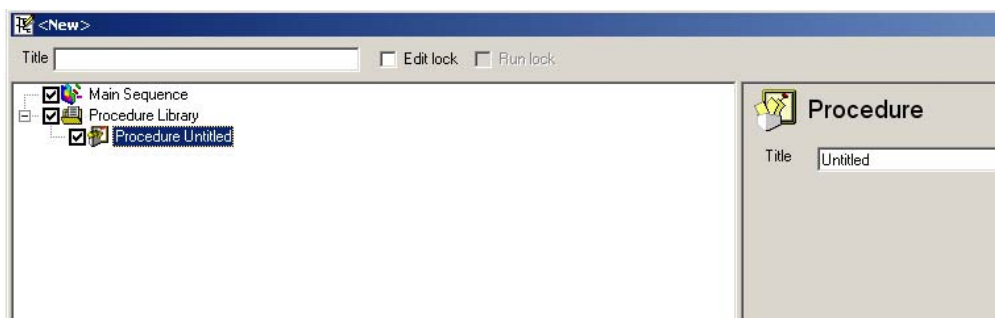 <New>
Title Edit lock Run lock
Main Sequence
Procedure Library
Procedure Untitled
Procedure
Title Untitled